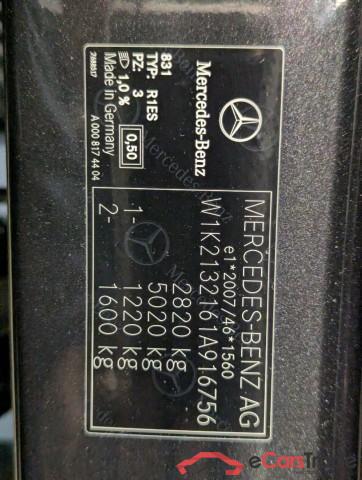 MERCEDES-BENZ AG
e1*2007/46*1560
W1K2132161A916756
2820 kg
5020 kg
1- 1220 kg
2- 1600 kg
Mercedes-Benz
831
TYP: R1ES
PZ: 3
1,0 % 0,50
Made in Germany
A 000 817 44 04
eCarsTrade